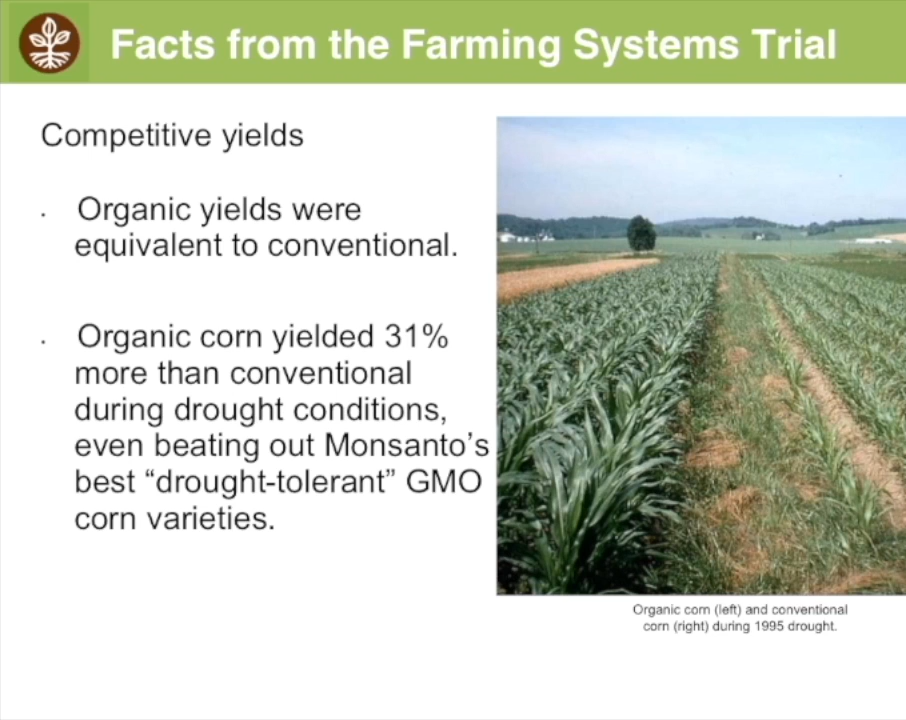 Facts from the Farming Systems Trial
Competitive yields
· Organic yields were
equivalent to conventional.
· Organic corn yielded 31%
more than conventional
during drought conditions,
even beating out Monsanto’s
best “drought-tolerant” GMO
corn varieties.
Organic corn (left) and conventional
corn (right) during 1995 drought.